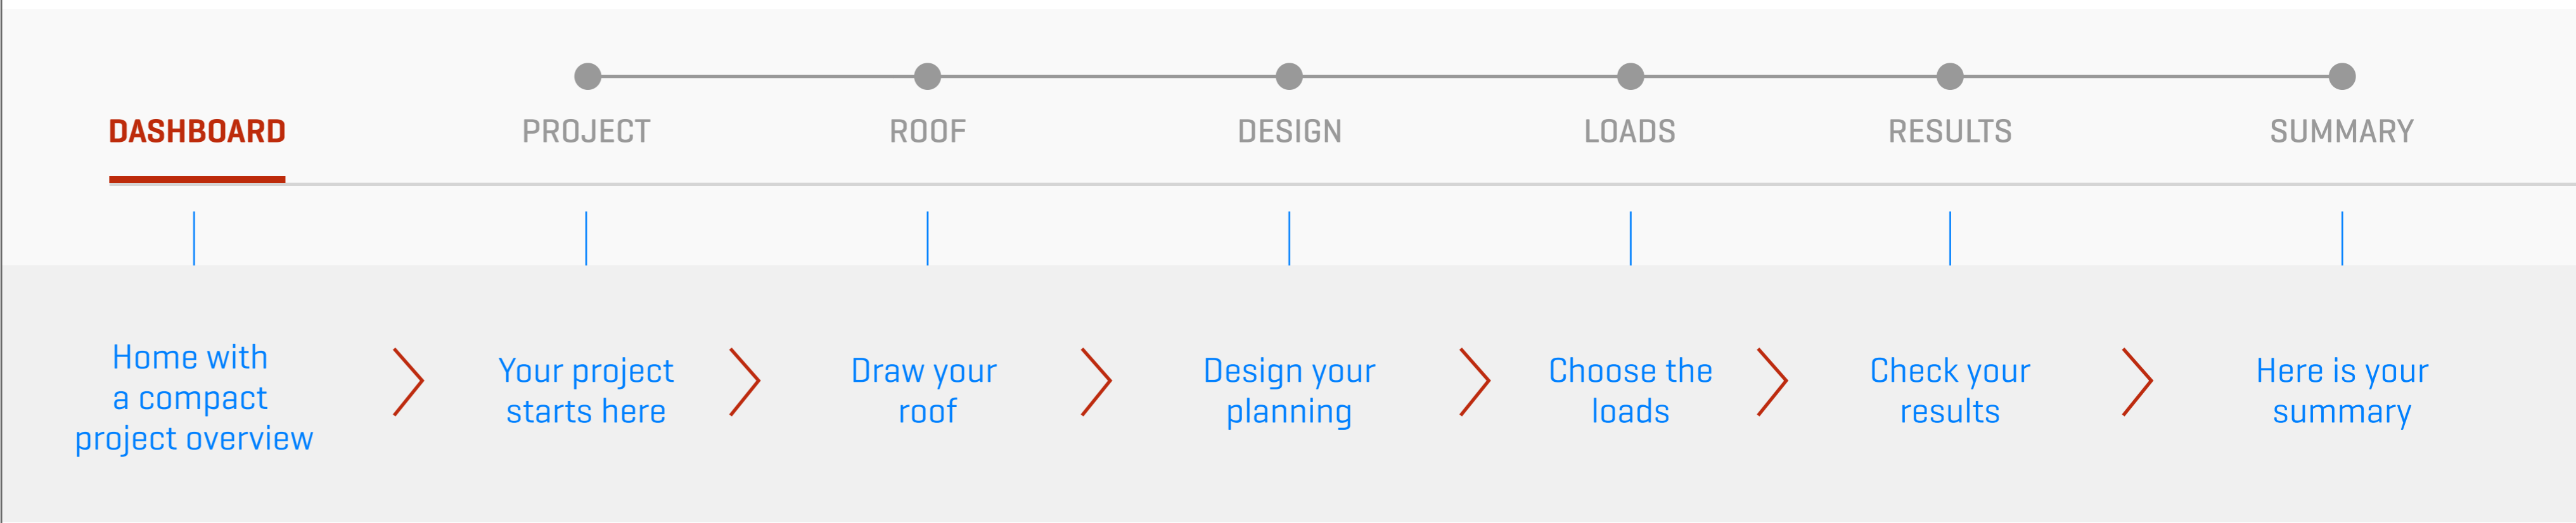 DASHBOARD
PROJECT
ROOF
DESIGN
LOADS
RESULTS
SUMMARY
Home with
a compact
project overview
Your project
starts here
Draw your
roof
Design your
planning
Choose the
loads
Check your
results
Here is your
summary